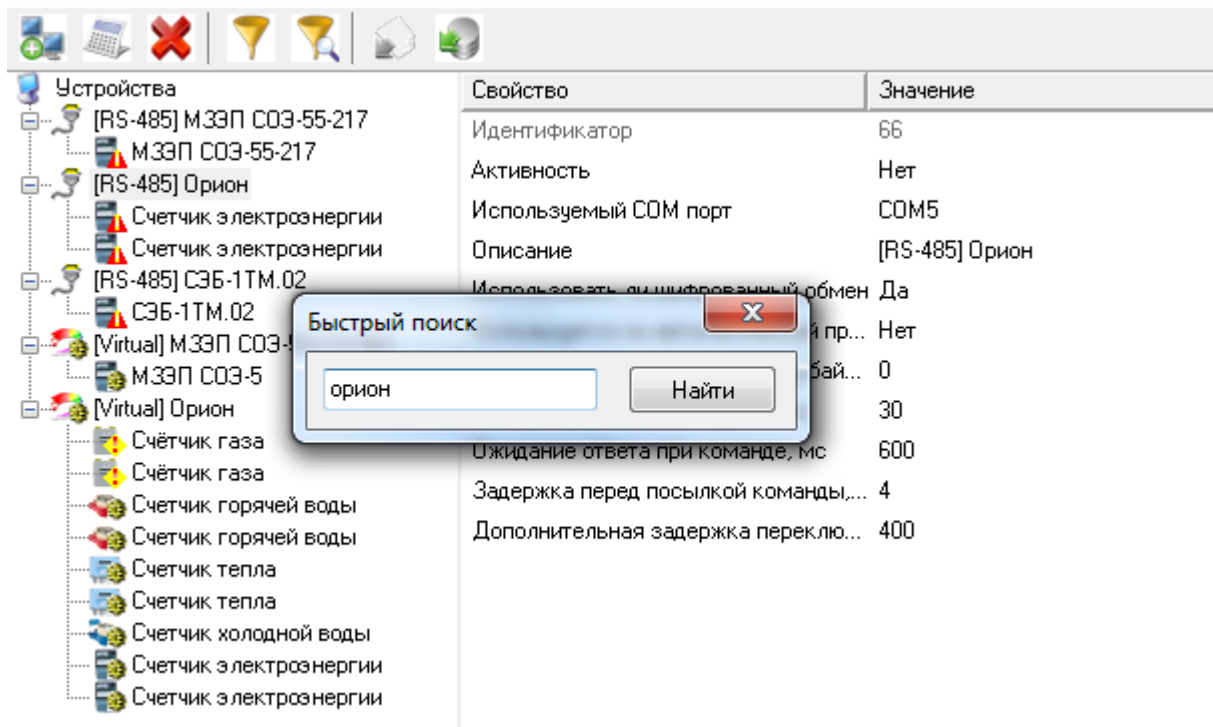 Устройства
[RS-485] МЗЭП СОЭ-55-217
МЗЭП СОЭ-55-217
[RS-485] Орион
Счетчик электроэнергии
Счетчик электроэнергии
[RS-485] СЭБ-1ТМ.02
СЭБ-1ТМ.02
[Virtual] МЗЭП СОЭ-5
МЗЭП СОЭ-5
[Virtual] Орион
Счётчик газа
Счётчик газа
Счетчик горячей воды
Счетчик горячей воды
Счетчик тепла
Счетчик тепла
Счетчик холодной воды
Счетчик электроэнергии
Счетчик электроэнергии
Свойство Значение
Идентификатор 66
Активность Нет
Используемый COM порт COM5
Описание [RS-485] Орион
Использовать ли шифрованный обмен Да
й пр... Нет
бай... 0
30
Ожидание ответа при команде, мс 600
Задержка перед посылкой команды,... 4
Дополнительная задержка переклю... 400
Быстрый поиск
орион Найти